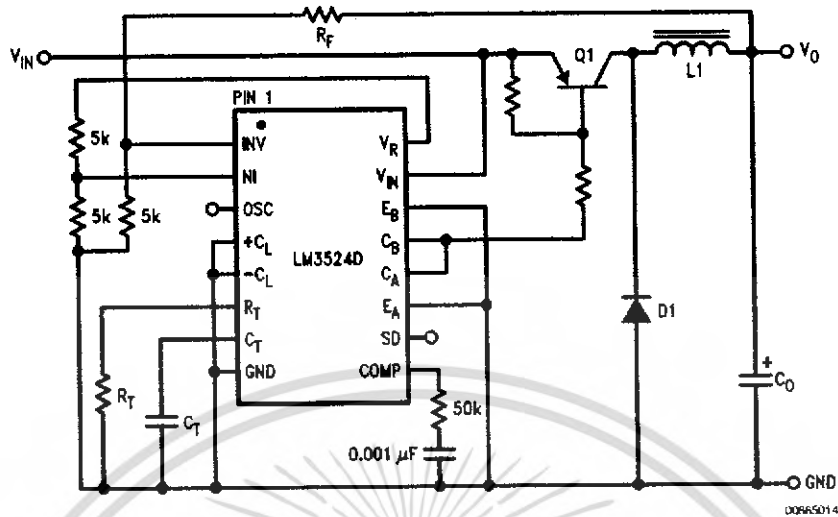 R_F
V_IN
Q1
L1
V_O
PIN 1
5k
5k
5k
INV
NI
OSC
+C_L
-C_L
R_T
C_T
GND
LM3524D
V_R
V_IN
E_B
C_B
C_A
E_A
SD
COMP
D1
C_O
+
R_T
C_T
50k
0.001 μF
GND
00865014